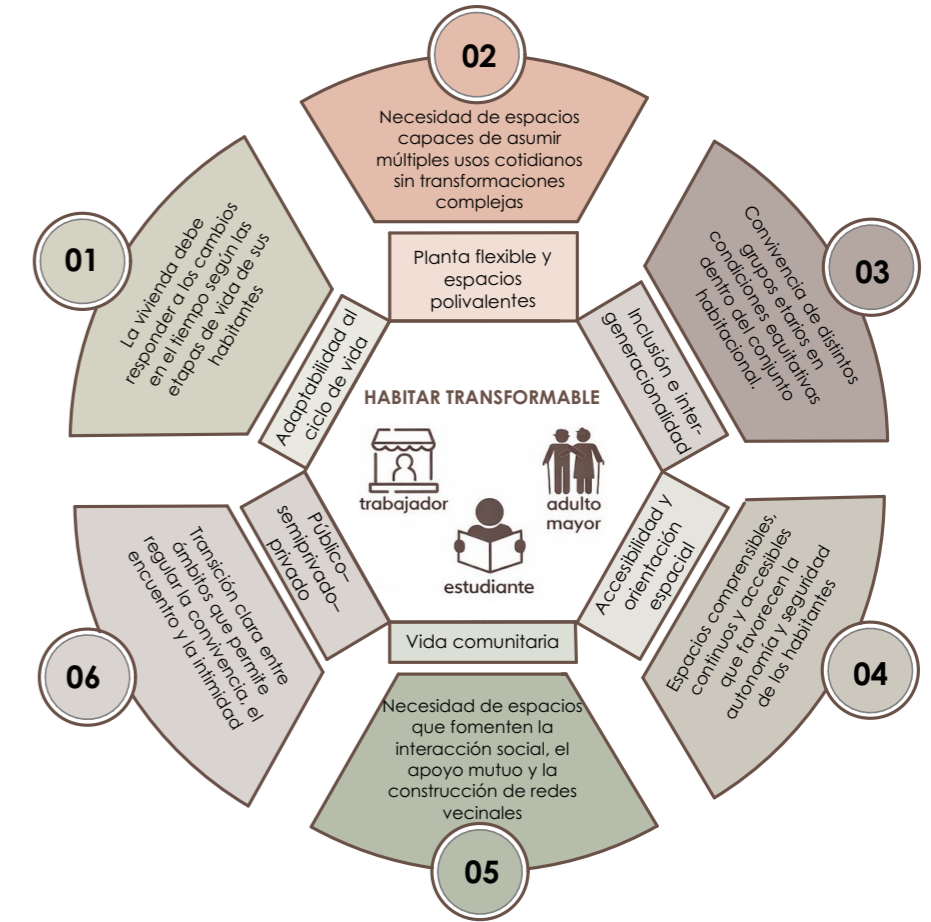 01
La vivienda debe
responder a los cambios
en el tiempo según las
etapas de vida de sus
habitantes
Adaptabilidad al
ciclo de vida
02
Necesidad de espacios
capaces de asumir
múltiples usos cotidianos
sin transformaciones
complejas
Planta flexible y
espacios
polivalentes
03
Convivencia de distintos
grupos etarios en
condiciones equitativas
dentro del conjunto
habitacional.
Inclusión e inter-
generacionalidad
HABITAR TRANSFORMABLE
trabajador
adulto
mayor
estudiante
04
Espacios comprensibles,
continuos y accesibles
que favorecen la
autonomía y seguridad
de los habitantes
Accesibilidad y
orientación
espacial
05
Vida comunitaria
Necesidad de espacios
que fomenten la
interacción social, el
apoyo mutuo y la
construcción de redes
vecinales
06
Transición clara entre
ámbitos que permite
regular la convivencia, el
encuentro y la intimidad
Público–
semiprivado–
privado